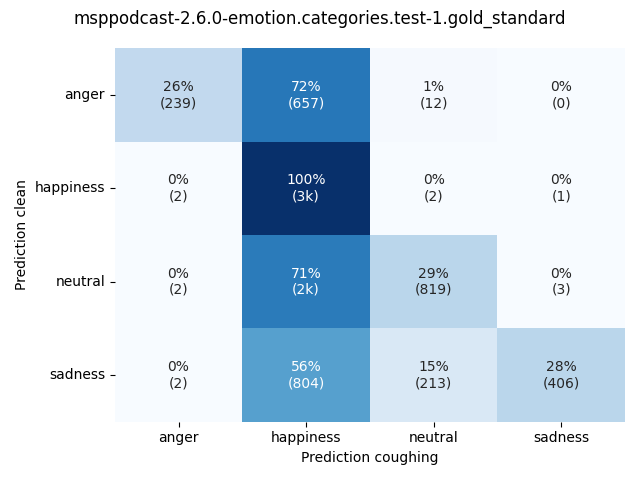 msppodcast-2.6.0-emotion.categories.test-1.gold_standard
anger
26% 72% 1% 0%
(239) (657) (12) (0)
happiness
0% 100% 0% 0%
(2) (3k) (2) (1)
neutral
0% 71% 29% 0%
(2) (2k) (819) (3)
sadness
0% 56% 15% 28%
(2) (804) (213) (406)
Prediction clean
anger happiness neutral sadness
Prediction coughing